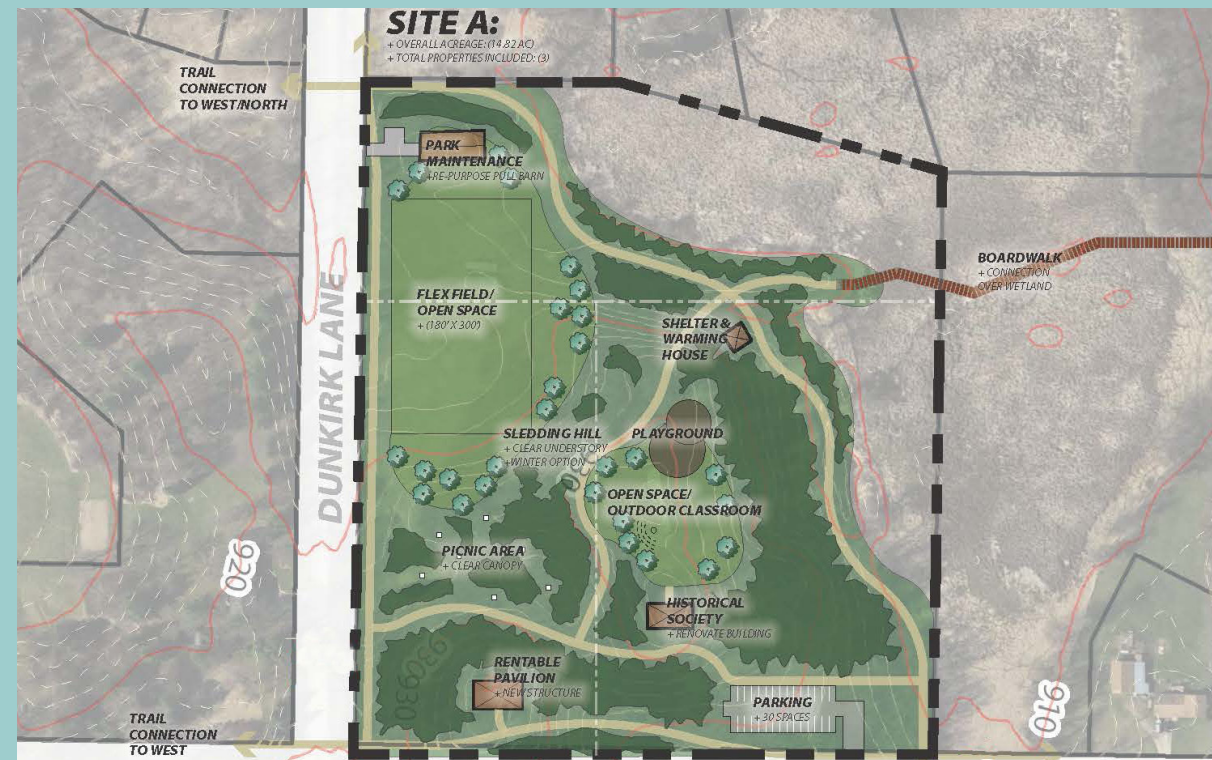 SITE A:
+ OVERALL ACREAGE: (14.82 AC)
+ TOTAL PROPERTIES INCLUDED: (3)
TRAIL
CONNECTION
TO WEST/NORTH
PARK
MAINTENANCE
+RE-PURPOSE PULL BARN
BOARDWALK
+ CONNECTION
OVER WETLAND
FLEX FIELD/
OPEN SPACE
+ (180' X 300')
SHELTER &
WARMING
HOUSE
DUNKIRK LANE
SLEDDING HILL
+ CLEAR UNDERSTORY
+WINTER OPTION
PLAYGROUND
OPEN SPACE/
OUTDOOR CLASSROOM
920
PICNIC AREA
+ CLEAR CANOPY
HISTORICAL
SOCIETY
+ RENOVATE BUILDING
930
930
RENTABLE
PAVILION
+ NEW STRUCTURE
PARKING
+ 30 SPACES
910
TRAIL
CONNECTION
TO WEST